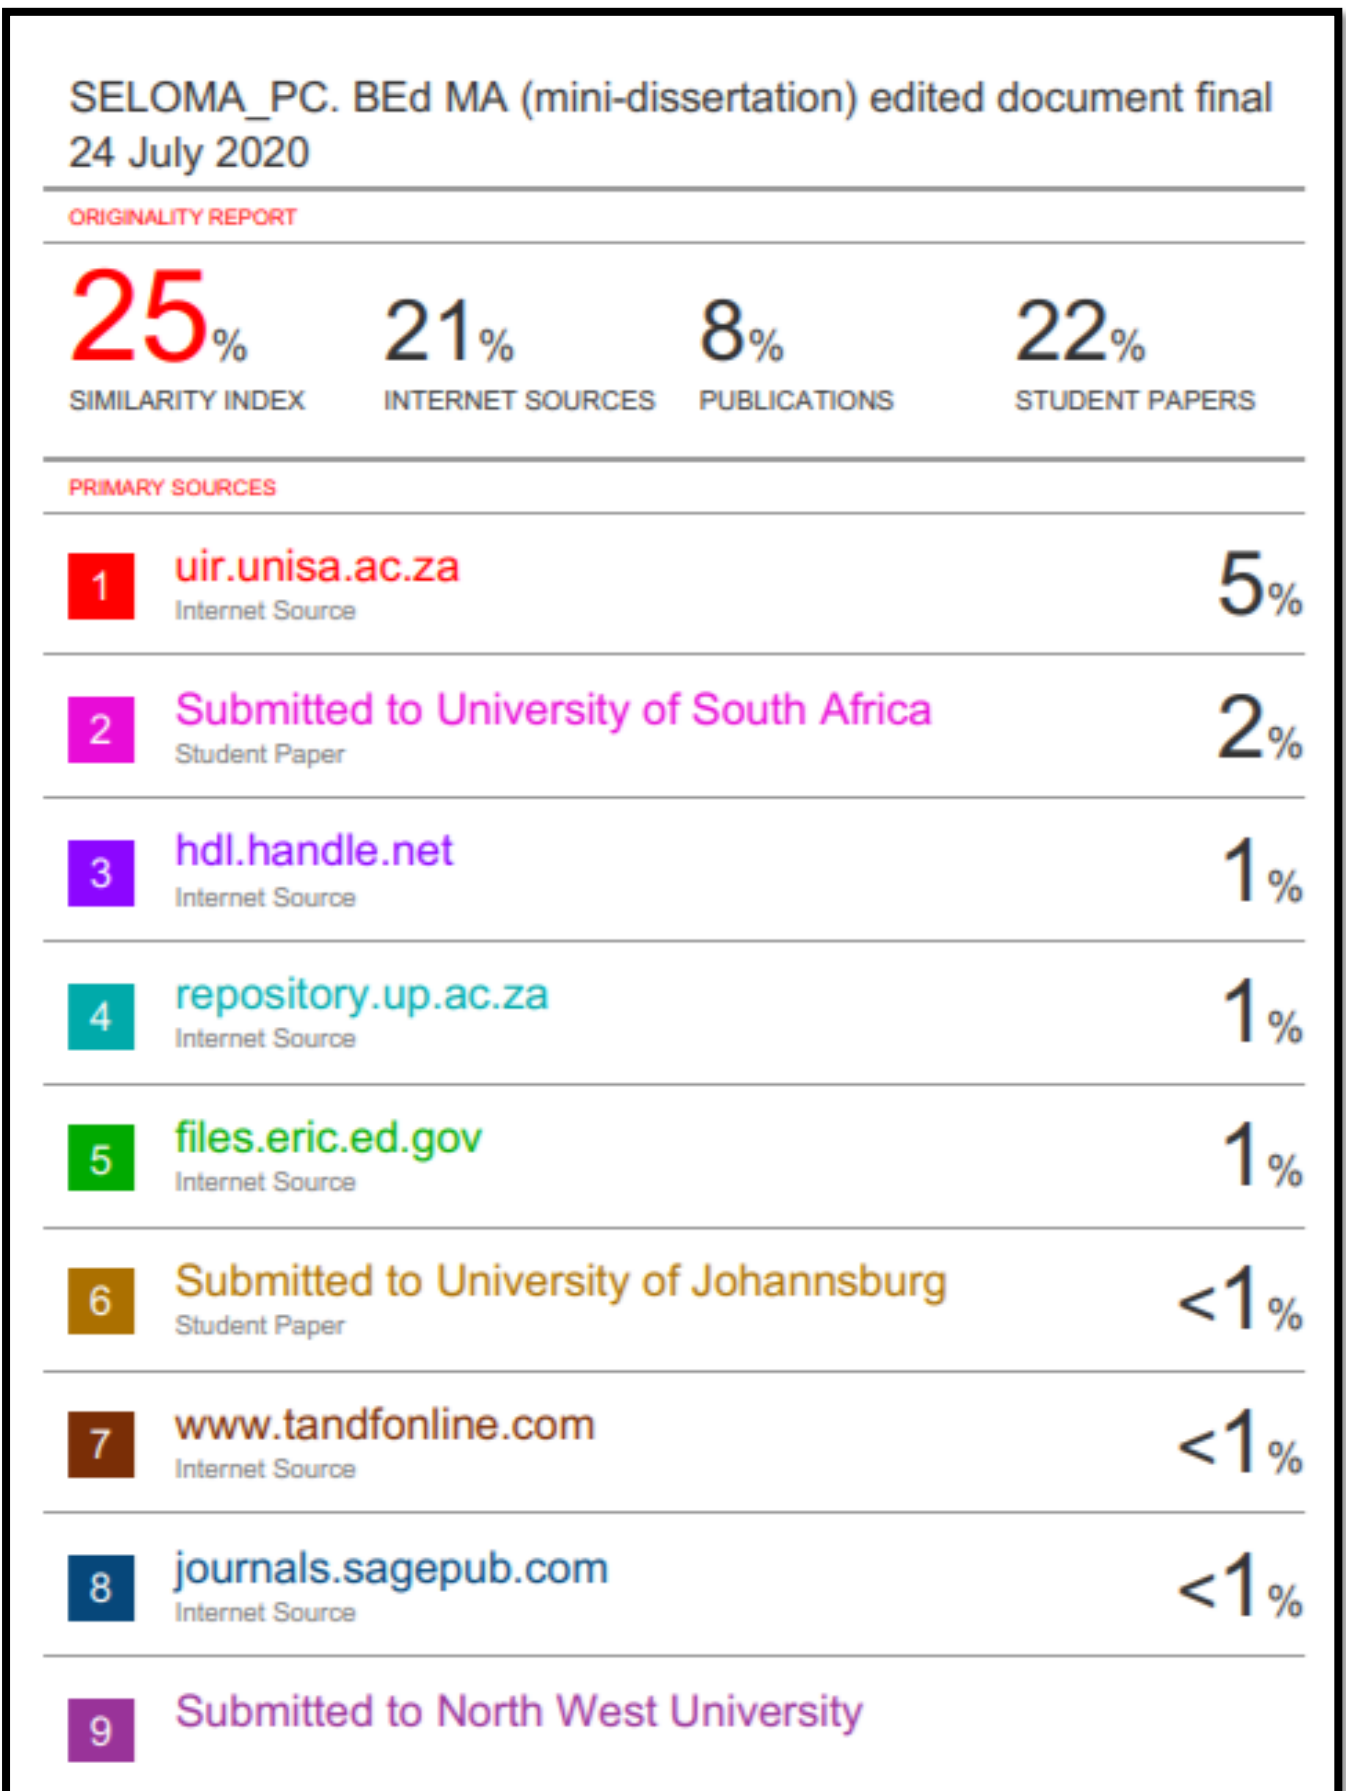 SELOMA_PC. BEd MA (mini-dissertation) edited document final
24 July 2020
ORIGINALITY REPORT
25% 21% 8% 22%
SIMILARITY INDEX INTERNET SOURCES PUBLICATIONS STUDENT PAPERS
PRIMARY SOURCES
1 uir.unisa.ac.za 5%
Internet Source
2 Submitted to University of South Africa 2%
Student Paper
3 hdl.handle.net 1%
Internet Source
4 repository.up.ac.za 1%
Internet Source
5 files.eric.ed.gov 1%
Internet Source
6 Submitted to University of Johannsburg <1%
Student Paper
7 www.tandfonline.com <1%
Internet Source
8 journals.sagepub.com <1%
Internet Source
9 Submitted to North West University